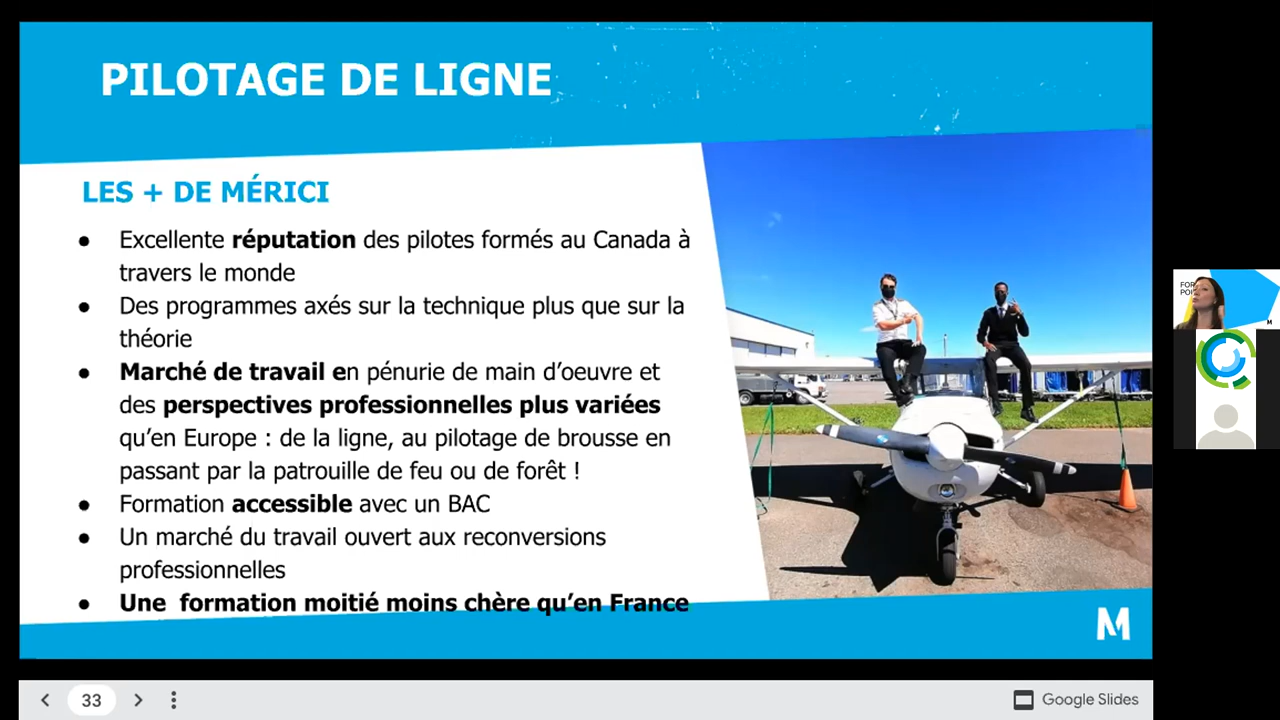 PILOTAGE DE LIGNE
LES + DE MÉRICI
● Excellente réputation des pilotes formés au Canada à
travers le monde
● Des programmes axés sur la technique plus que sur la
théorie
● Marché de travail en pénurie de main d'oeuvre et
des perspectives professionnelles plus variées
qu'en Europe : de la ligne, au pilotage de brousse en
passant par la patrouille de feu ou de forêt !
● Formation accessible avec un BAC
● Un marché du travail ouvert aux reconversions
professionnelles
● Une formation moitié moins chère qu'en France
M
33
Google Slides
M